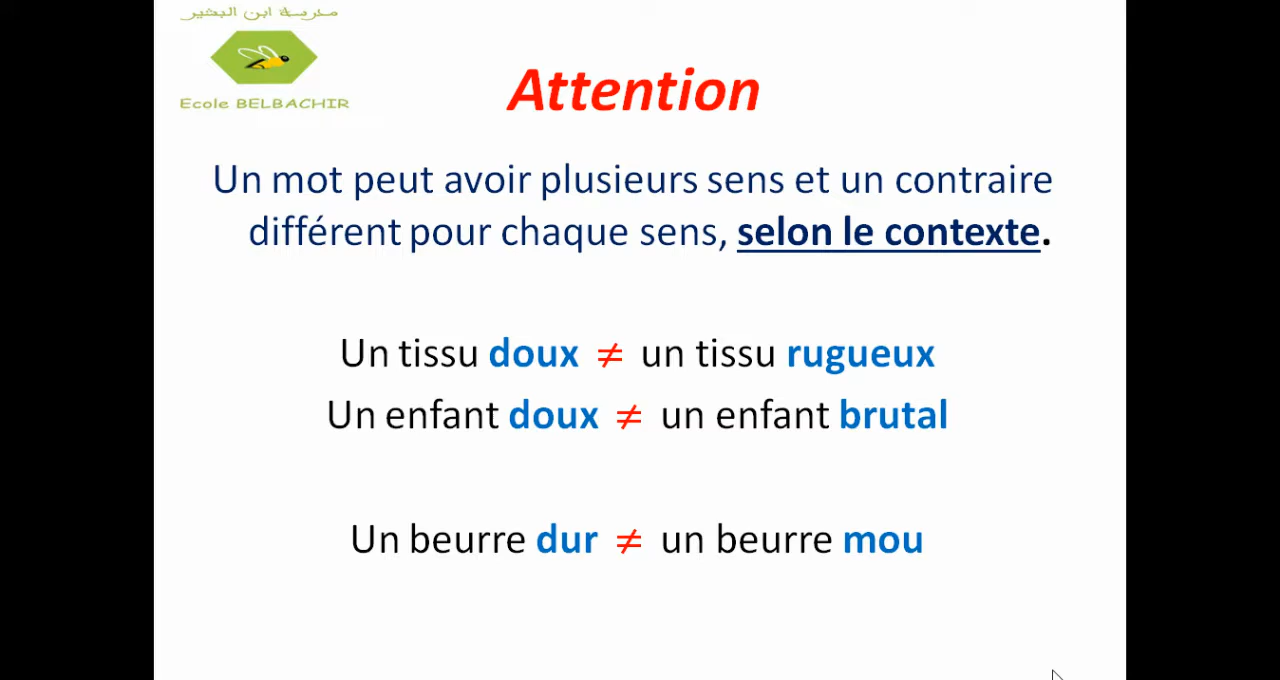 مدرسة ابن البشير
Ecole BELBACHIR
Attention
Un mot peut avoir plusieurs sens et un contraire
différent pour chaque sens, selon le contexte.
Un tissu doux ≠ un tissu rugueux
Un enfant doux ≠ un enfant brutal
Un beurre dur ≠ un beurre mou